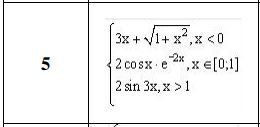 5
3x + √1 + x², x < 0
2 cos x · e⁻²ˣ, x ∈ [0;1]
2 sin 3x, x > 1